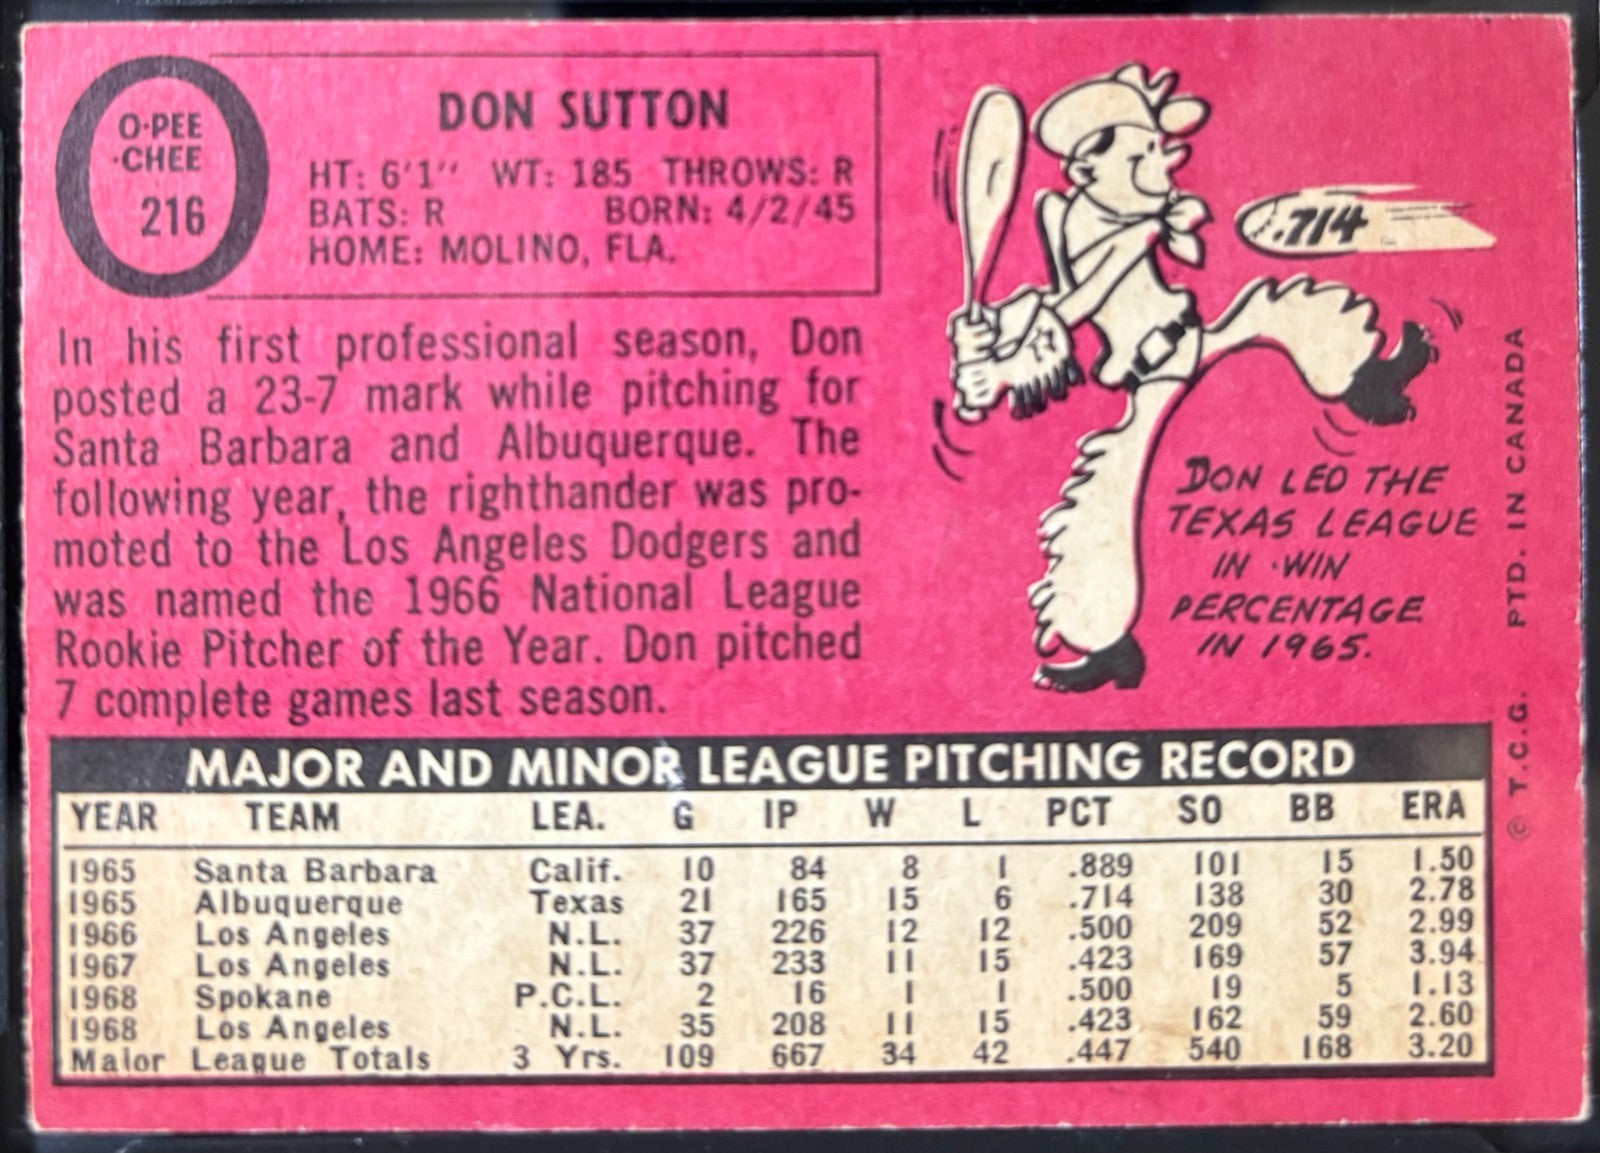 O-PEE
-CHEE
216
DON SUTTON
HT: 6'1" WT: 185 THROWS: R
BATS: R BORN: 4/2/45
HOME: MOLINO, FLA.
In his first professional season, Don
posted a 23-7 mark while pitching for
Santa Barbara and Albuquerque. The
following year, the righthander was pro-
moted to the Los Angeles Dodgers and
was named the 1966 National League
Rookie Pitcher of the Year. Don pitched
7 complete games last season.
.714
DON LED THE
TEXAS LEAGUE
IN WIN
PERCENTAGE
IN 1965.
© T.C.G. PTD. IN CANADA
MAJOR AND MINOR LEAGUE PITCHING RECORD
YEAR TEAM LEA. G IP W L PCT SO BB ERA
1965 Santa Barbara Calif. 10 84 8 1 .889 101 15 1.50
1965 Albuquerque Texas 21 165 15 6 .714 138 30 2.78
1966 Los Angeles N.L. 37 226 12 12 .500 209 52 2.99
1967 Los Angeles N.L. 37 233 11 15 .423 169 57 3.94
1968 Spokane P.C.L. 2 16 1 1 .500 19 5 1.13
1968 Los Angeles N.L. 35 208 11 15 .423 162 59 2.60
Major League Totals 3 Yrs. 109 667 34 42 .447 540 168 3.20